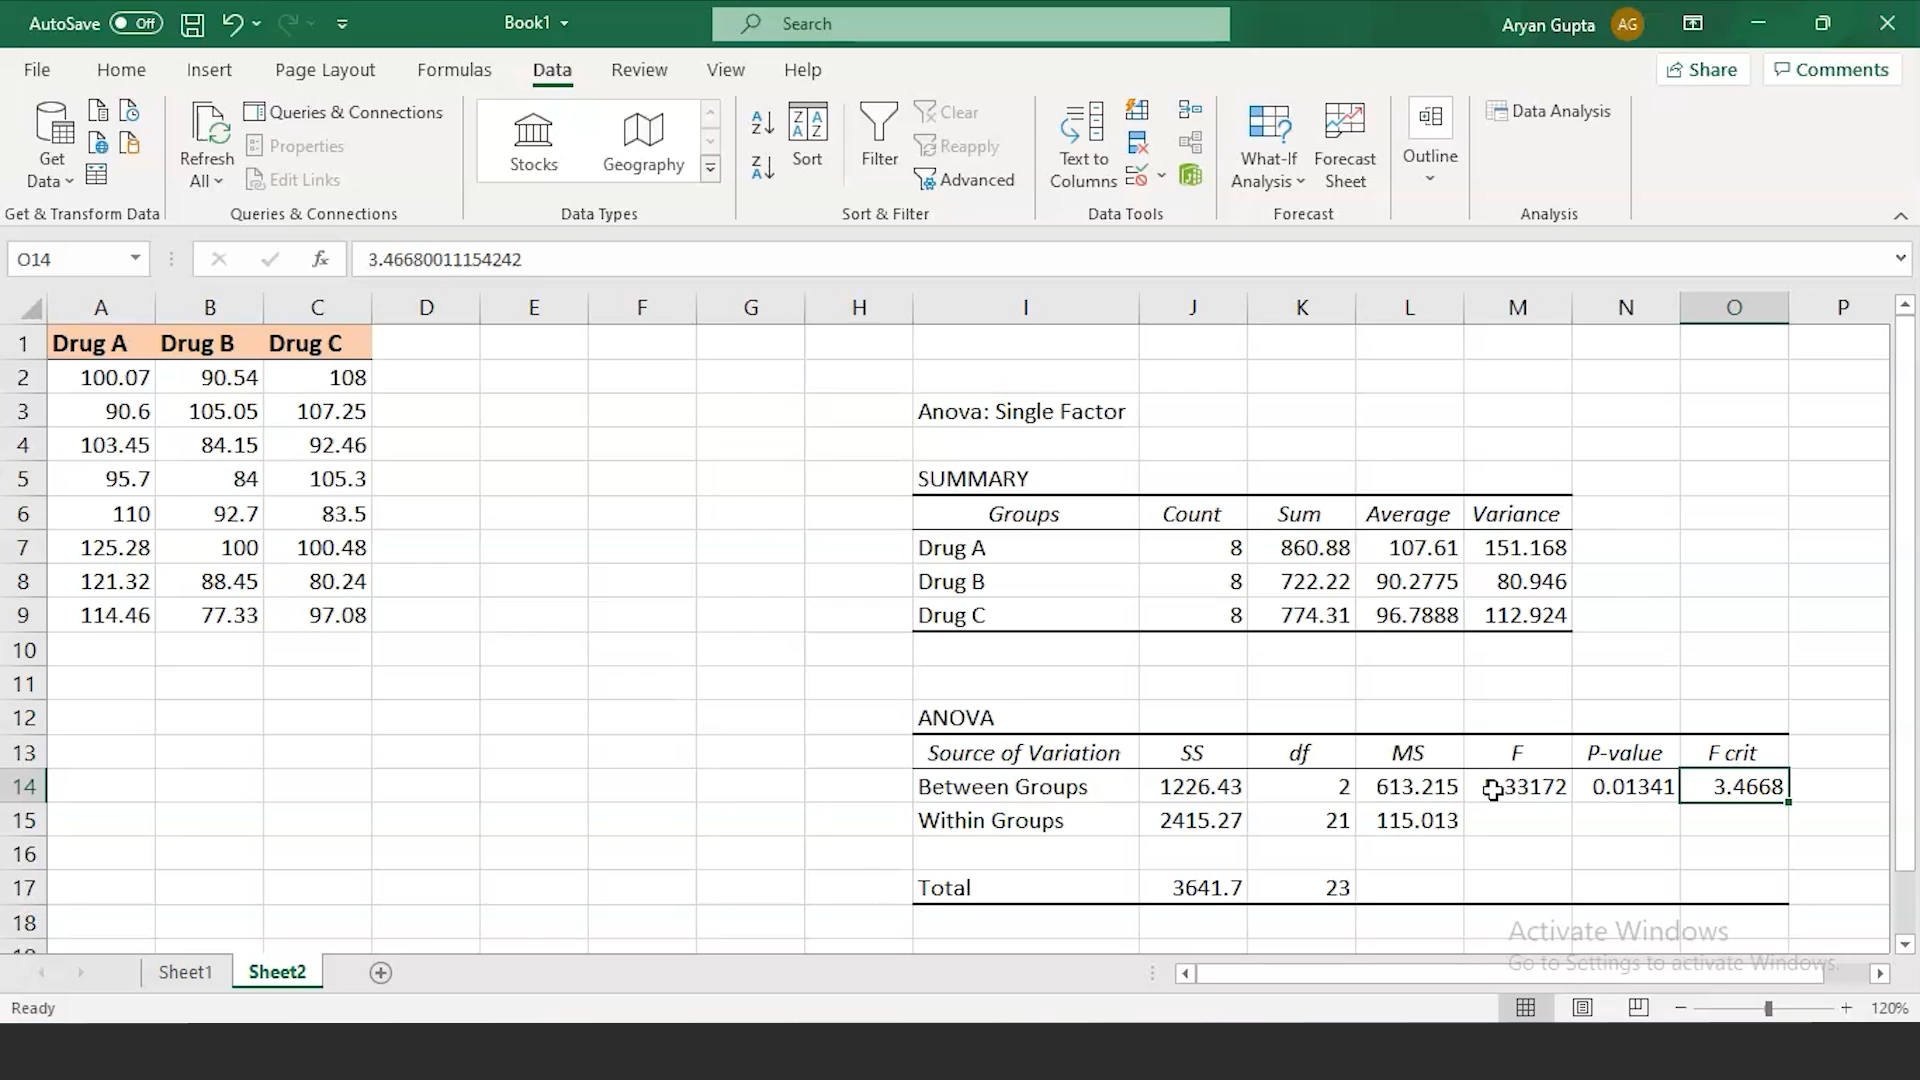 AutoSave Off Book1 Search Aryan Gupta AG
File Home Insert Page Layout Formulas Data Review View Help Share Comments
Get Data
Refresh All
Queries & Connections
Properties
Edit Links
Stocks Geography
Sort
Filter
Clear
Reapply
Advanced
Text to Columns
What-If Analysis
Forecast Sheet
Outline
Data Analysis
Get & Transform Data Queries & Connections Data Types Sort & Filter Data Tools Forecast Analysis
O14 fx 3.46680011154242
A B C D E F G H I J K L M N O P
1 Drug A Drug B Drug C
2 100.07 90.54 108
3 90.6 105.05 107.25 Anova: Single Factor
4 103.45 84.15 92.46
5 95.7 84 105.3 SUMMARY
6 110 92.7 83.5 Groups Count Sum Average Variance
7 125.28 100 100.48 Drug A 8 860.88 107.61 151.168
8 121.32 88.45 80.24 Drug B 8 722.22 90.2775 80.946
9 114.46 77.33 97.08 Drug C 8 774.31 96.7888 112.924
10
11
12 ANOVA
13 Source of Variation SS df MS F P-value F crit
14 Between Groups 1226.43 2 613.215 33172 0.01341 3.4668
15 Within Groups 2415.27 21 115.013
16
17 Total 3641.7 23
18
Activate Windows
Go to Settings to activate Windows.
Sheet1 Sheet2
Ready 120%